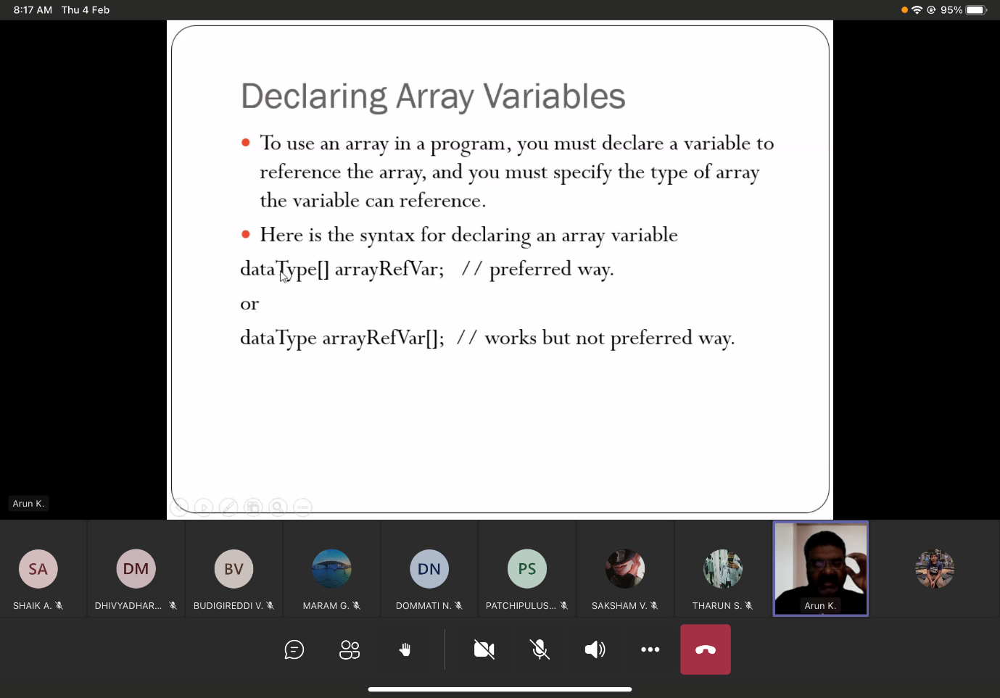 8:17 AM Thu 4 Feb
95%
Declaring Array Variables
• To use an array in a program, you must declare a variable to
reference the array, and you must specify the type of array
the variable can reference.
• Here is the syntax for declaring an array variable
dataType[] arrayRefVar; // preferred way.
or
dataType arrayRefVar[]; // works but not preferred way.
Arun K.
SA DM BV DN PS
SHAIK A. DHIVYADHAR... BUDIGIREDDI V. MARAM G. DOMMATI N. PATCHIPULUS... SAKSHAM V. THARUN S. Arun K.